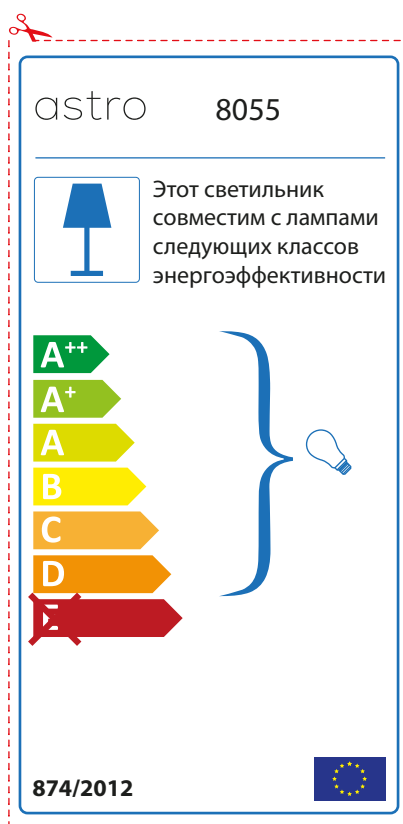 astro 8055
Этот светильник
совместим с лампами
следующих классов
энергоэффективности
A++
A+
A
B
C
D
E
874/2012